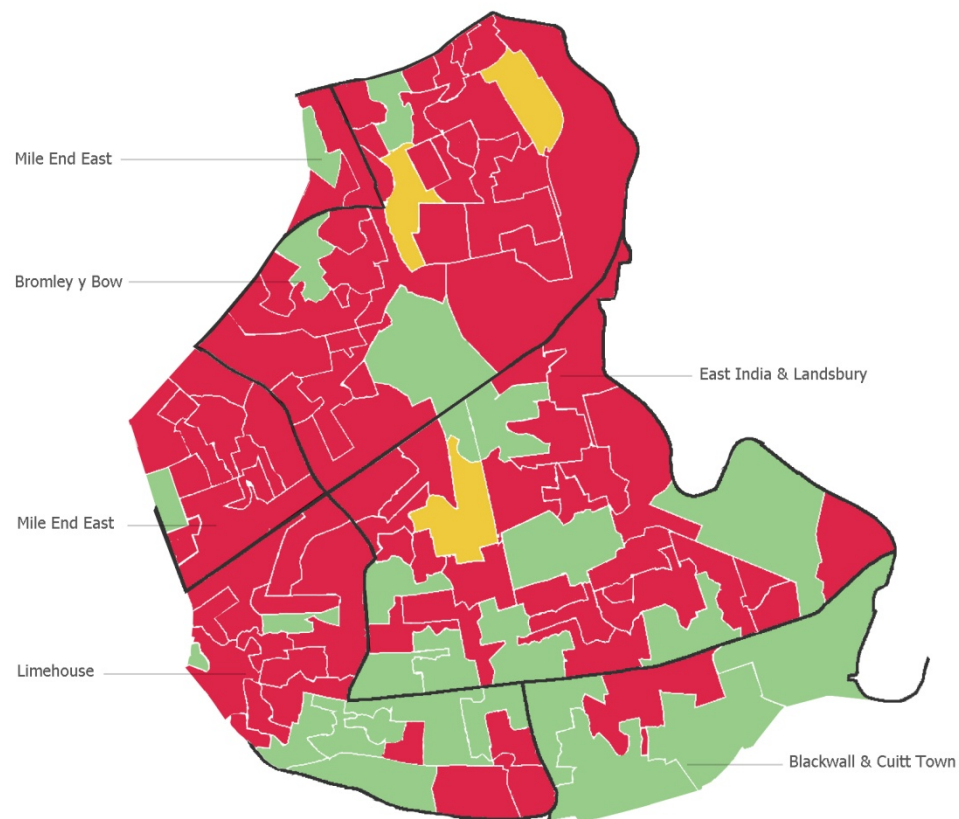 Mile End East
Bromley y Bow
East India & Landsbury
Mile End East
Limehouse
Blackwall & Cuitt Town